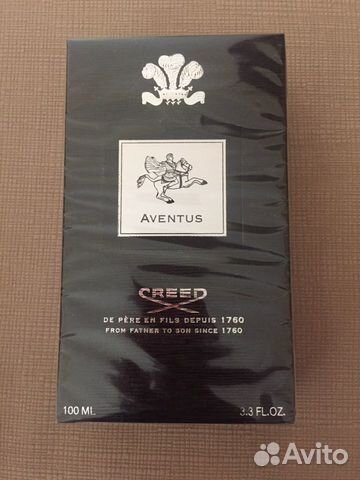 AVENTUS
CREED
DE PÈRE EN FILS DEPUIS 1760
FROM FATHER TO SON SINCE 1760
100 ML
3.3 FL.OZ.
Avito